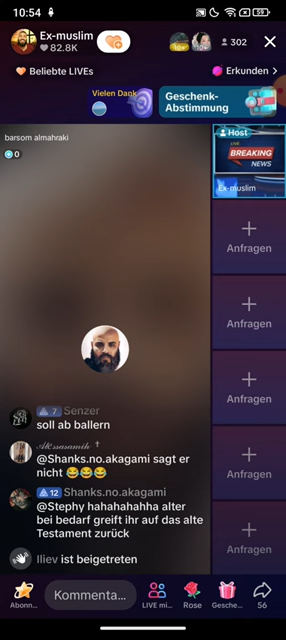 10:54
59
Ex-muslim
82.8K
10+
10+
302
Beliebte LIVEs
Erkunden >
Vielen Dank
Geschenk-
Abstimmung
barsom almahraki
0
Host
LIVE
BREAKING
NEWS
Ex-muslim
Anfragen
Anfragen
Anfragen
Anfragen
Anfragen
7 Senzer
soll ab ballern
@Shanks.no.akagami sagt er
nicht 😂😂😂
12 Shanks.no.akagami
@Stephy hahahahahha alter
bei bedarf greift ihr auf das alte
Testament zurück
Iliev ist beigetreten
Abonn...
Kommenta...
LIVE mi...
Rose
Gesche...
56